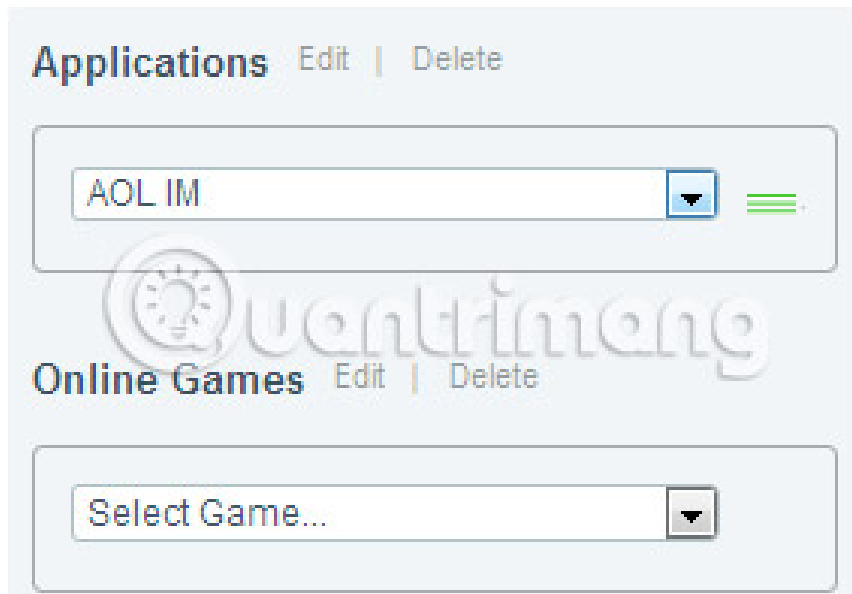 Applications Edit | Delete
AOL IM
Quantrimang
Online Games Edit | Delete
Select Game...